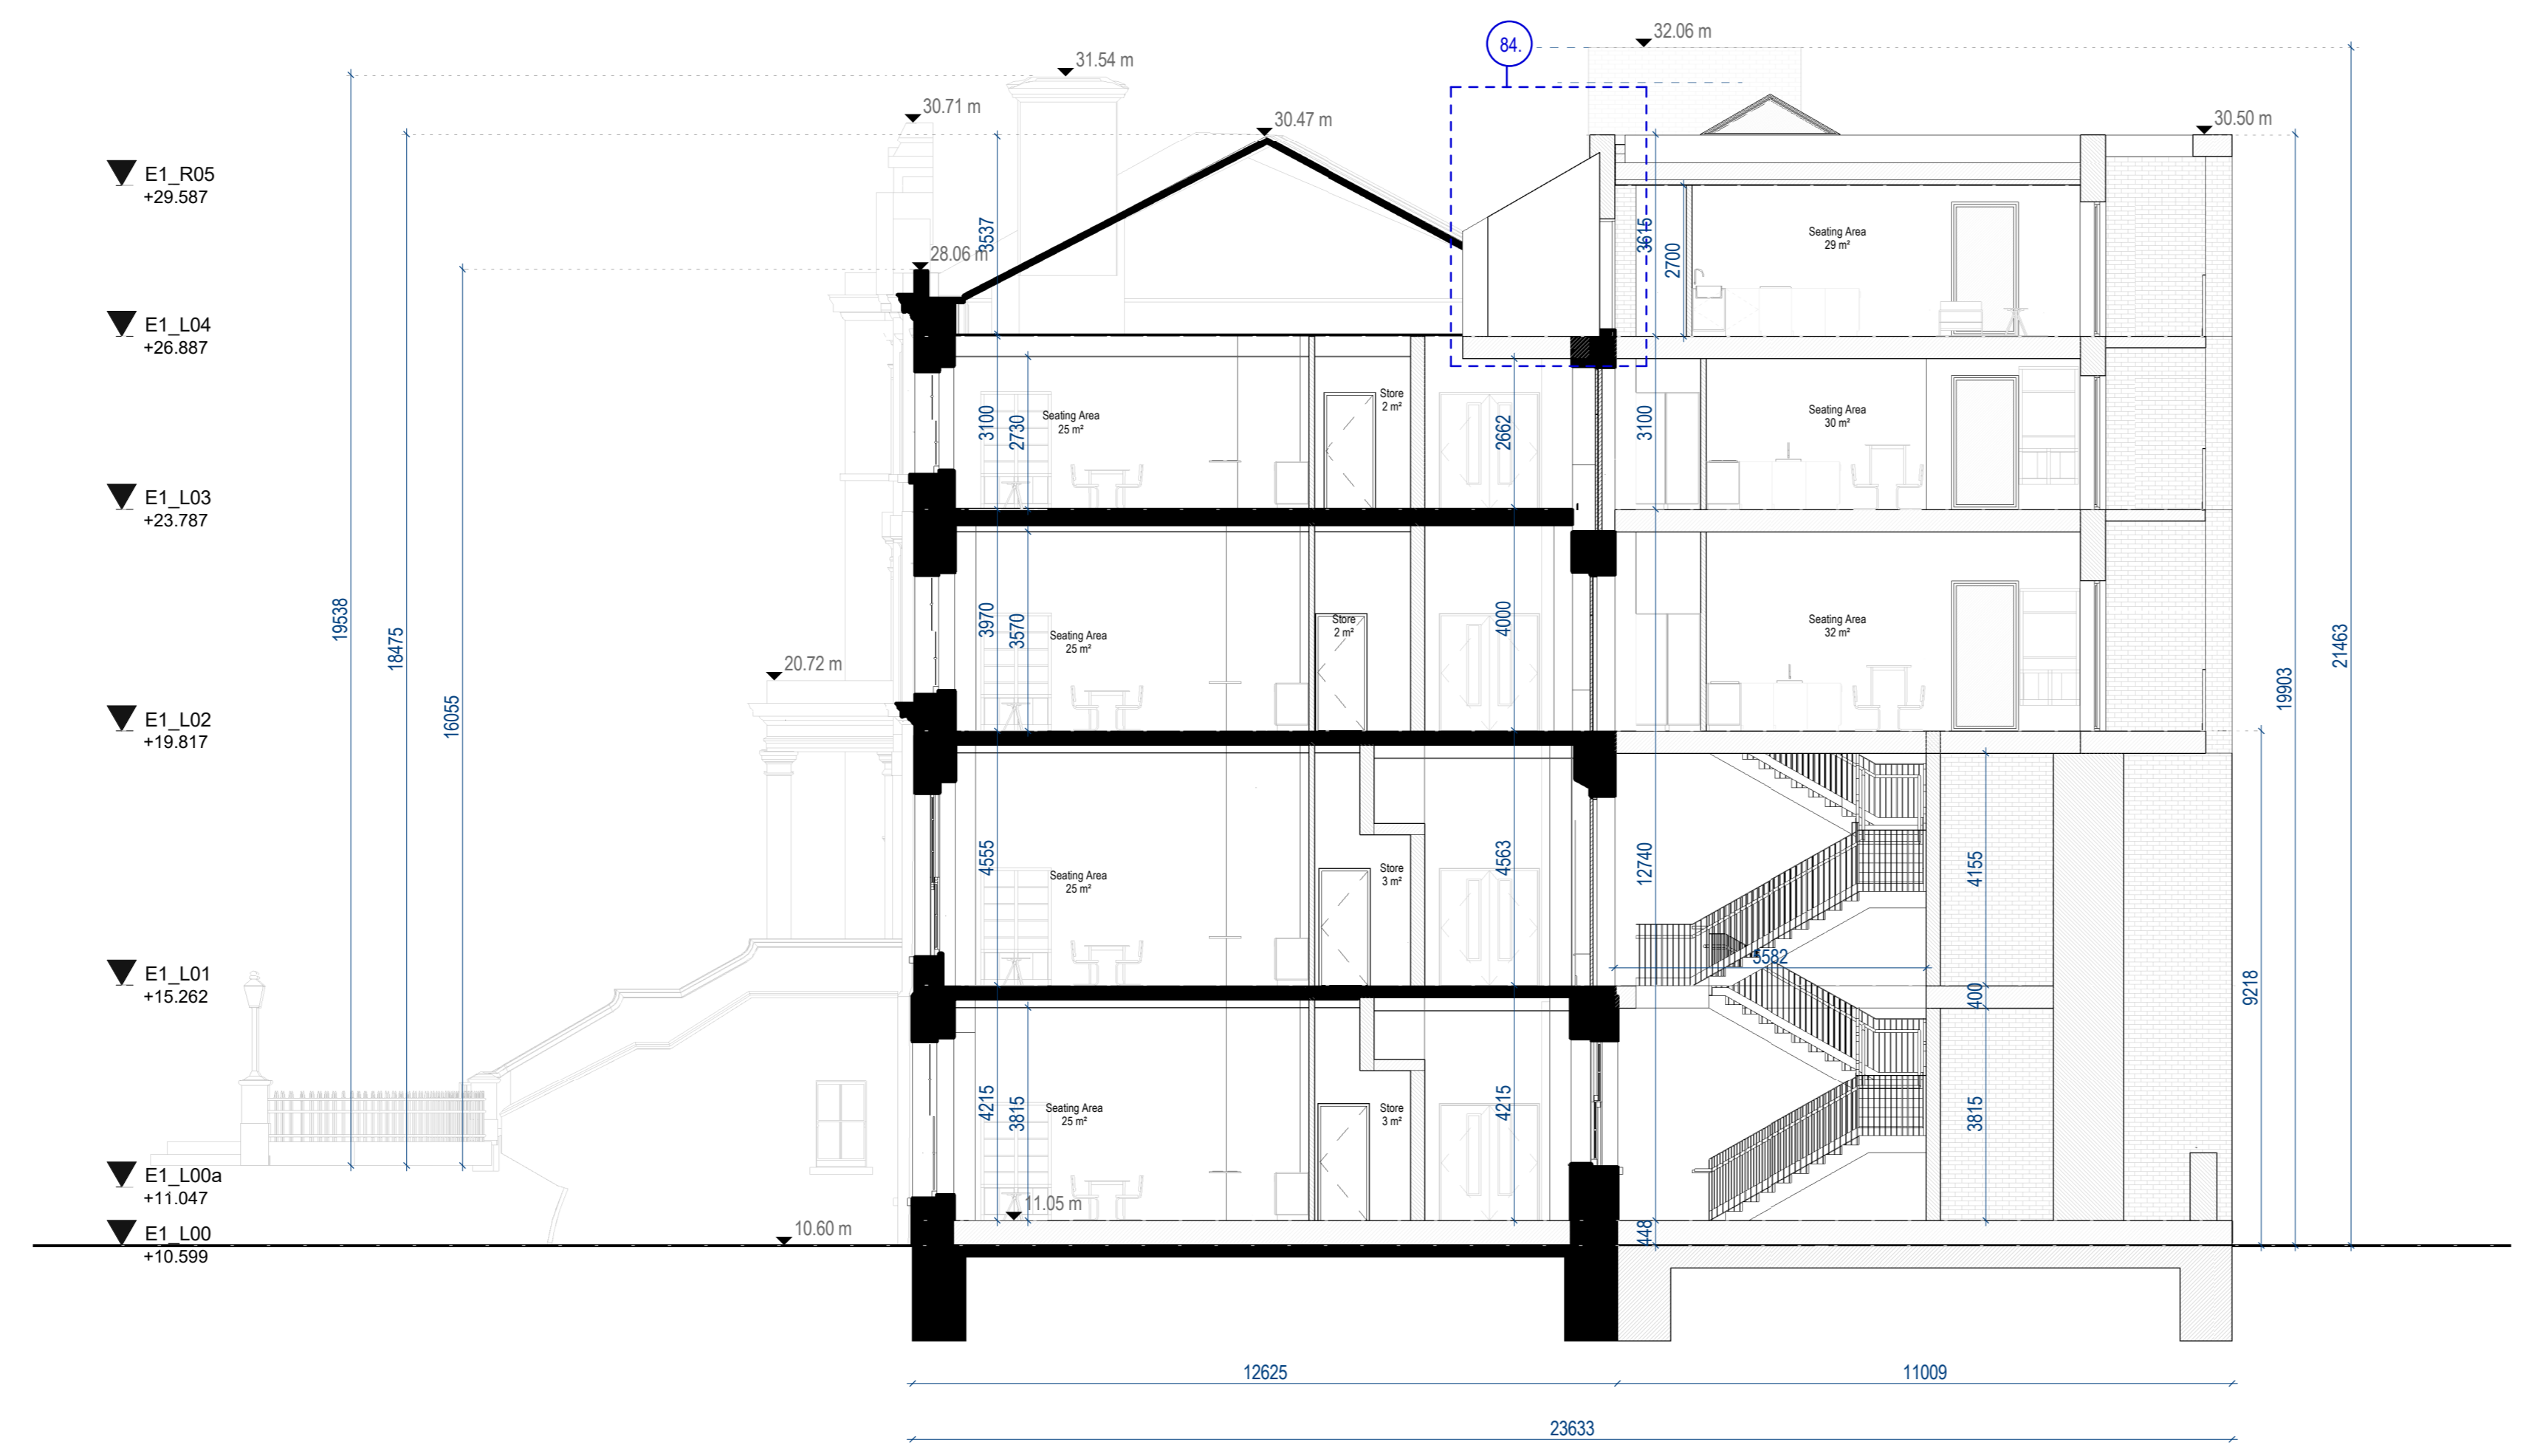 84.
32.06 m
31.54 m
30.71 m
30.47 m
30.50 m
E1_R05
+29.587
28.06 m
3537
3615
2700
Seating Area
29 m²
E1_L04
+26.887
Seating Area
25 m²
Store
2 m²
3100
2730
2662
3100
Seating Area
30 m²
E1_L03
+23.787
19538
18475
16055
3970
3570
Seating Area
25 m²
Store
2 m²
4000
Seating Area
32 m²
21463
19903
20.72 m
E1_L02
+19.817
4555
Seating Area
25 m²
Store
3 m²
4563
12740
4155
E1_L01
+15.262
5582
400
9218
4215
3815
Seating Area
25 m²
Store
3 m²
4215
3815
E1_L00a
+11.047
11.05 m
E1_L00
+10.599
10.60 m
448
12625
11009
23633